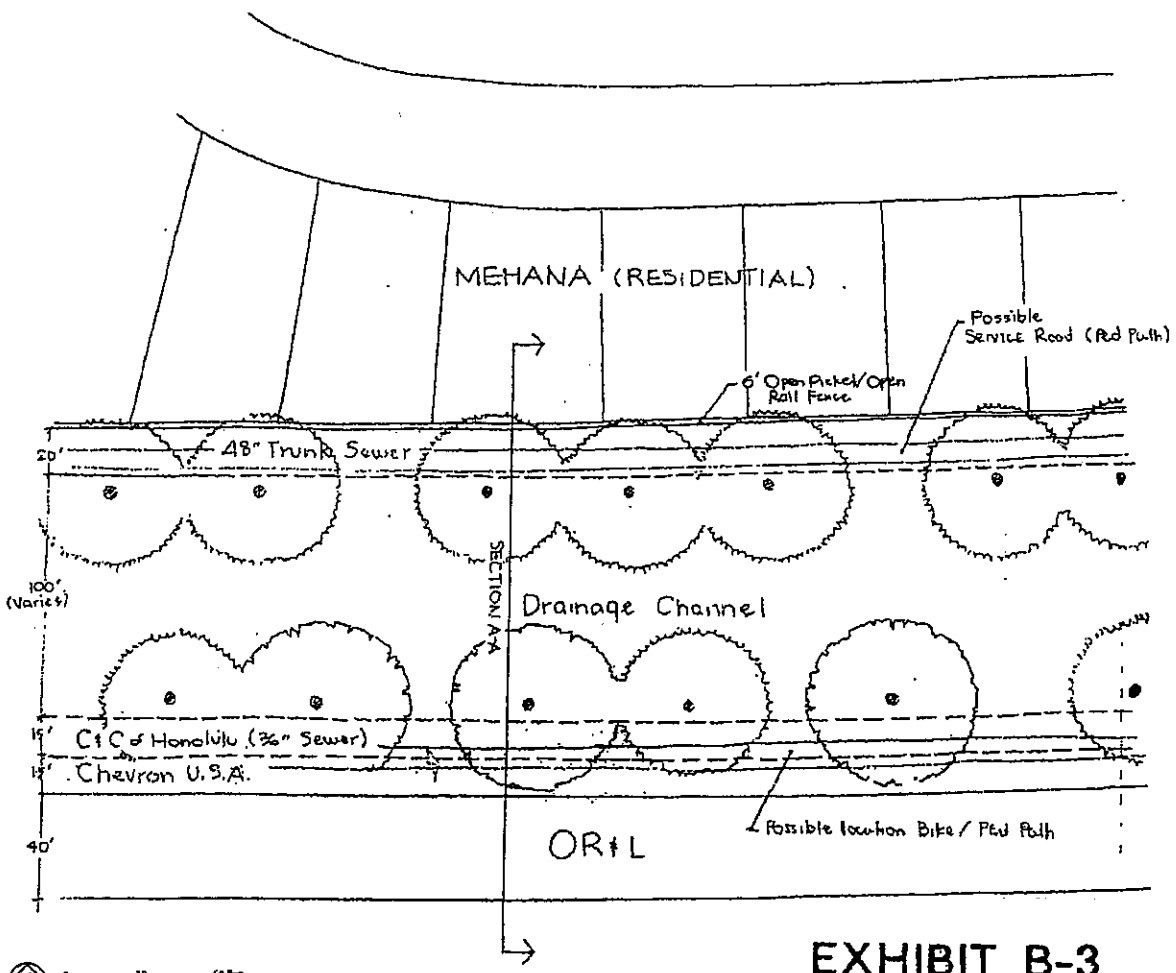 MEHANA (RESIDENTIAL)
Possible
Service Road (Ped Path)
6' Open Picket/Open
Rail Fence
20'
48" Trunk Sewer
100'
(Varies)
SECTION A-A
Drainage Channel
15'
C & C of Honolulu (36" Sewer)
15'
Chevron U.S.A.
Possible location Bike / Ped Path
40'
OR & L
EXHIBIT B-3